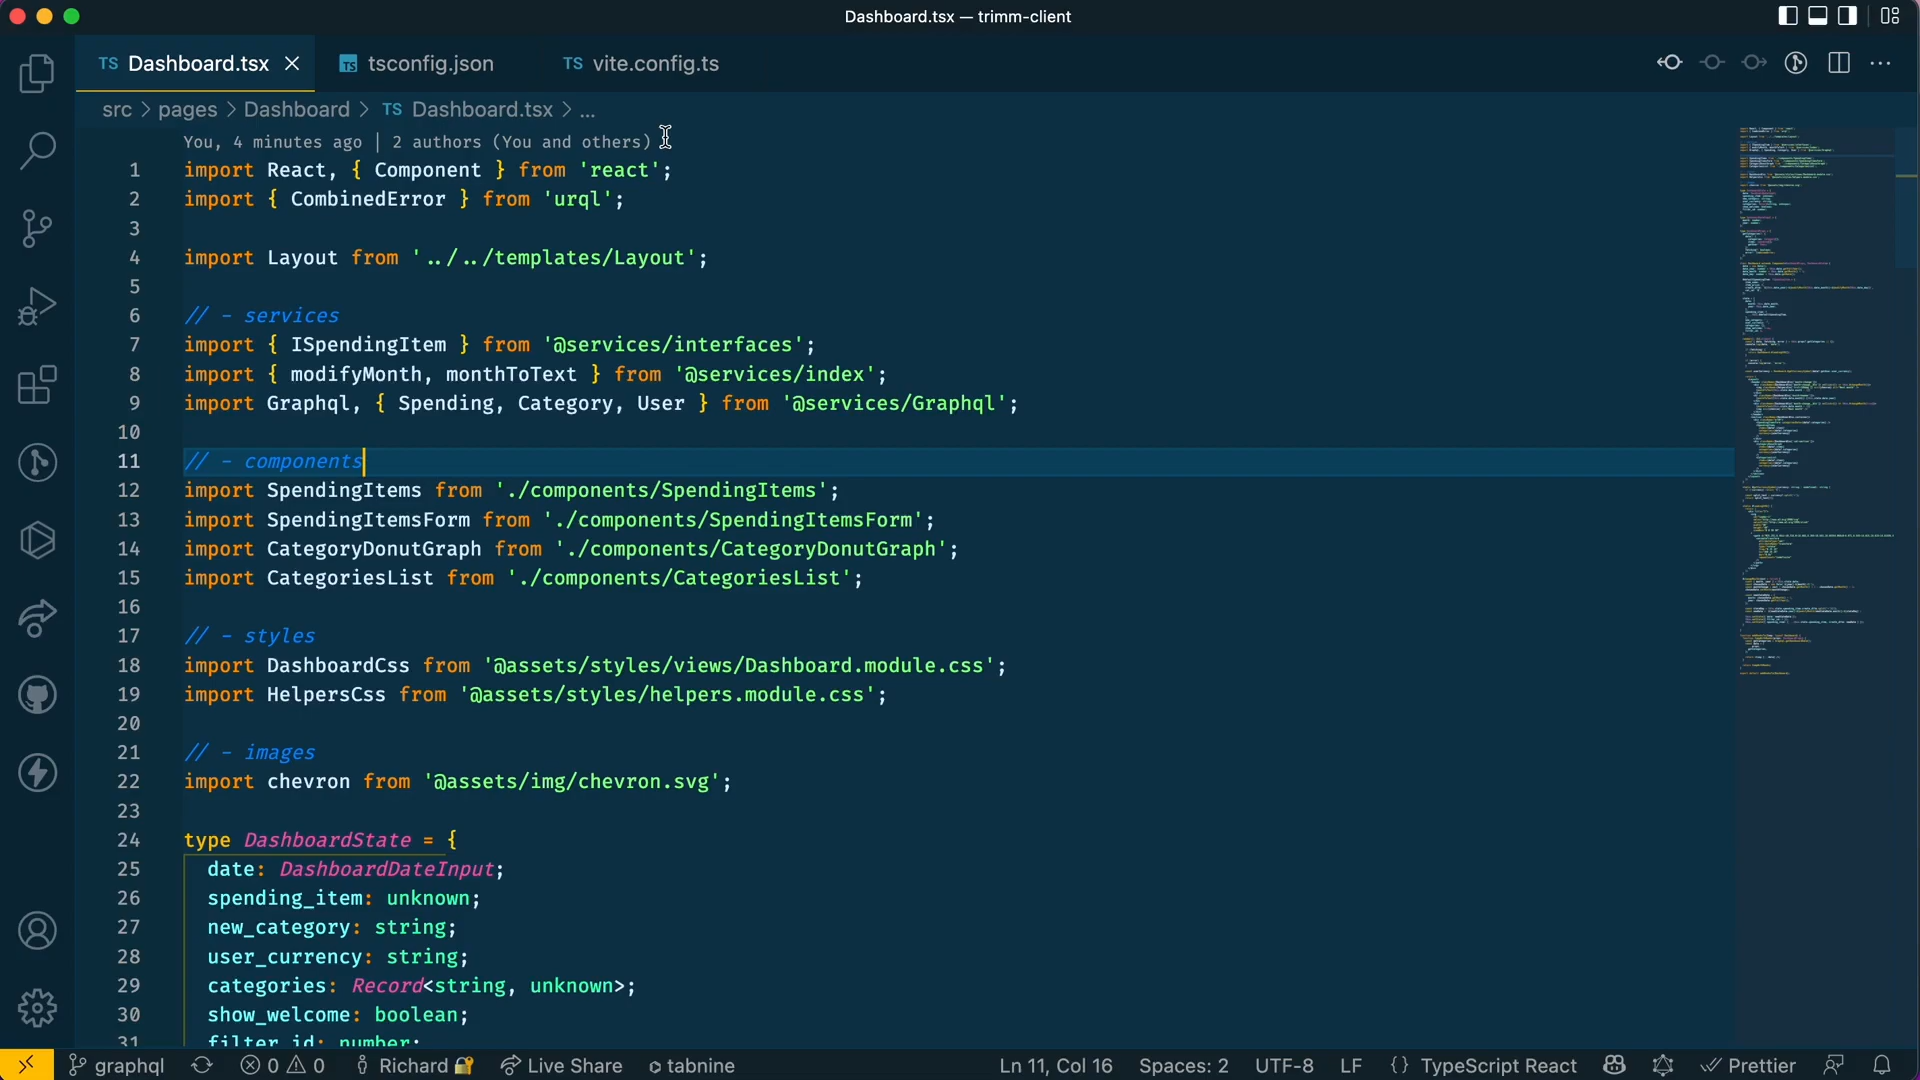 Dashboard.tsx — trimm-client
TS Dashboard.tsx
TS tsconfig.json
TS vite.config.ts
src > pages > Dashboard > TS Dashboard.tsx > ...
You, 4 minutes ago | 2 authors (You and others)
1 import React, { Component } from 'react';
2 import { CombinedError } from 'urql';
3
4 import Layout from '../../templates/Layout';
5
6 // - services
7 import { ISpendingItem } from '@services/interfaces';
8 import { modifyMonth, monthToText } from '@services/index';
9 import Graphql, { Spending, Category, User } from '@services/Graphql';
10
11 // - components
12 import SpendingItems from './components/SpendingItems';
13 import SpendingItemsForm from './components/SpendingItemsForm';
14 import CategoryDonutGraph from './components/CategoryDonutGraph';
15 import CategoriesList from './components/CategoriesList';
16
17 // - styles
18 import DashboardCss from '@assets/styles/views/Dashboard.module.css';
19 import HelpersCss from '@assets/styles/helpers.module.css';
20
21 // - images
22 import chevron from '@assets/img/chevron.svg';
23
24 type DashboardState = {
25 date: DashboardDateInput;
26 spending_item: unknown;
27 new_category: string;
28 user_currency: string;
29 categories: Record<string, unknown>;
30 show_welcome: boolean;
31 filter_id: number;
graphql 0 0 Richard Live Share tabnine Ln 11, Col 16 Spaces: 2 UTF-8 LF {} TypeScript React Prettier